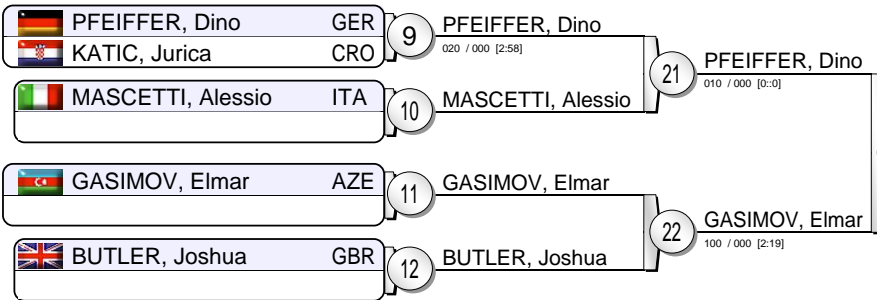 PFEIFFER, Dino GER
KATIC, Jurica CRO
9
PFEIFFER, Dino
020 / 000 [2:58]
MASCETTI, Alessio ITA
10
MASCETTI, Alessio
21
PFEIFFER, Dino
010 / 000 [0::0]
GASIMOV, Elmar AZE
11
GASIMOV, Elmar
BUTLER, Joshua GBR
12
BUTLER, Joshua
22
GASIMOV, Elmar
100 / 000 [2:19]